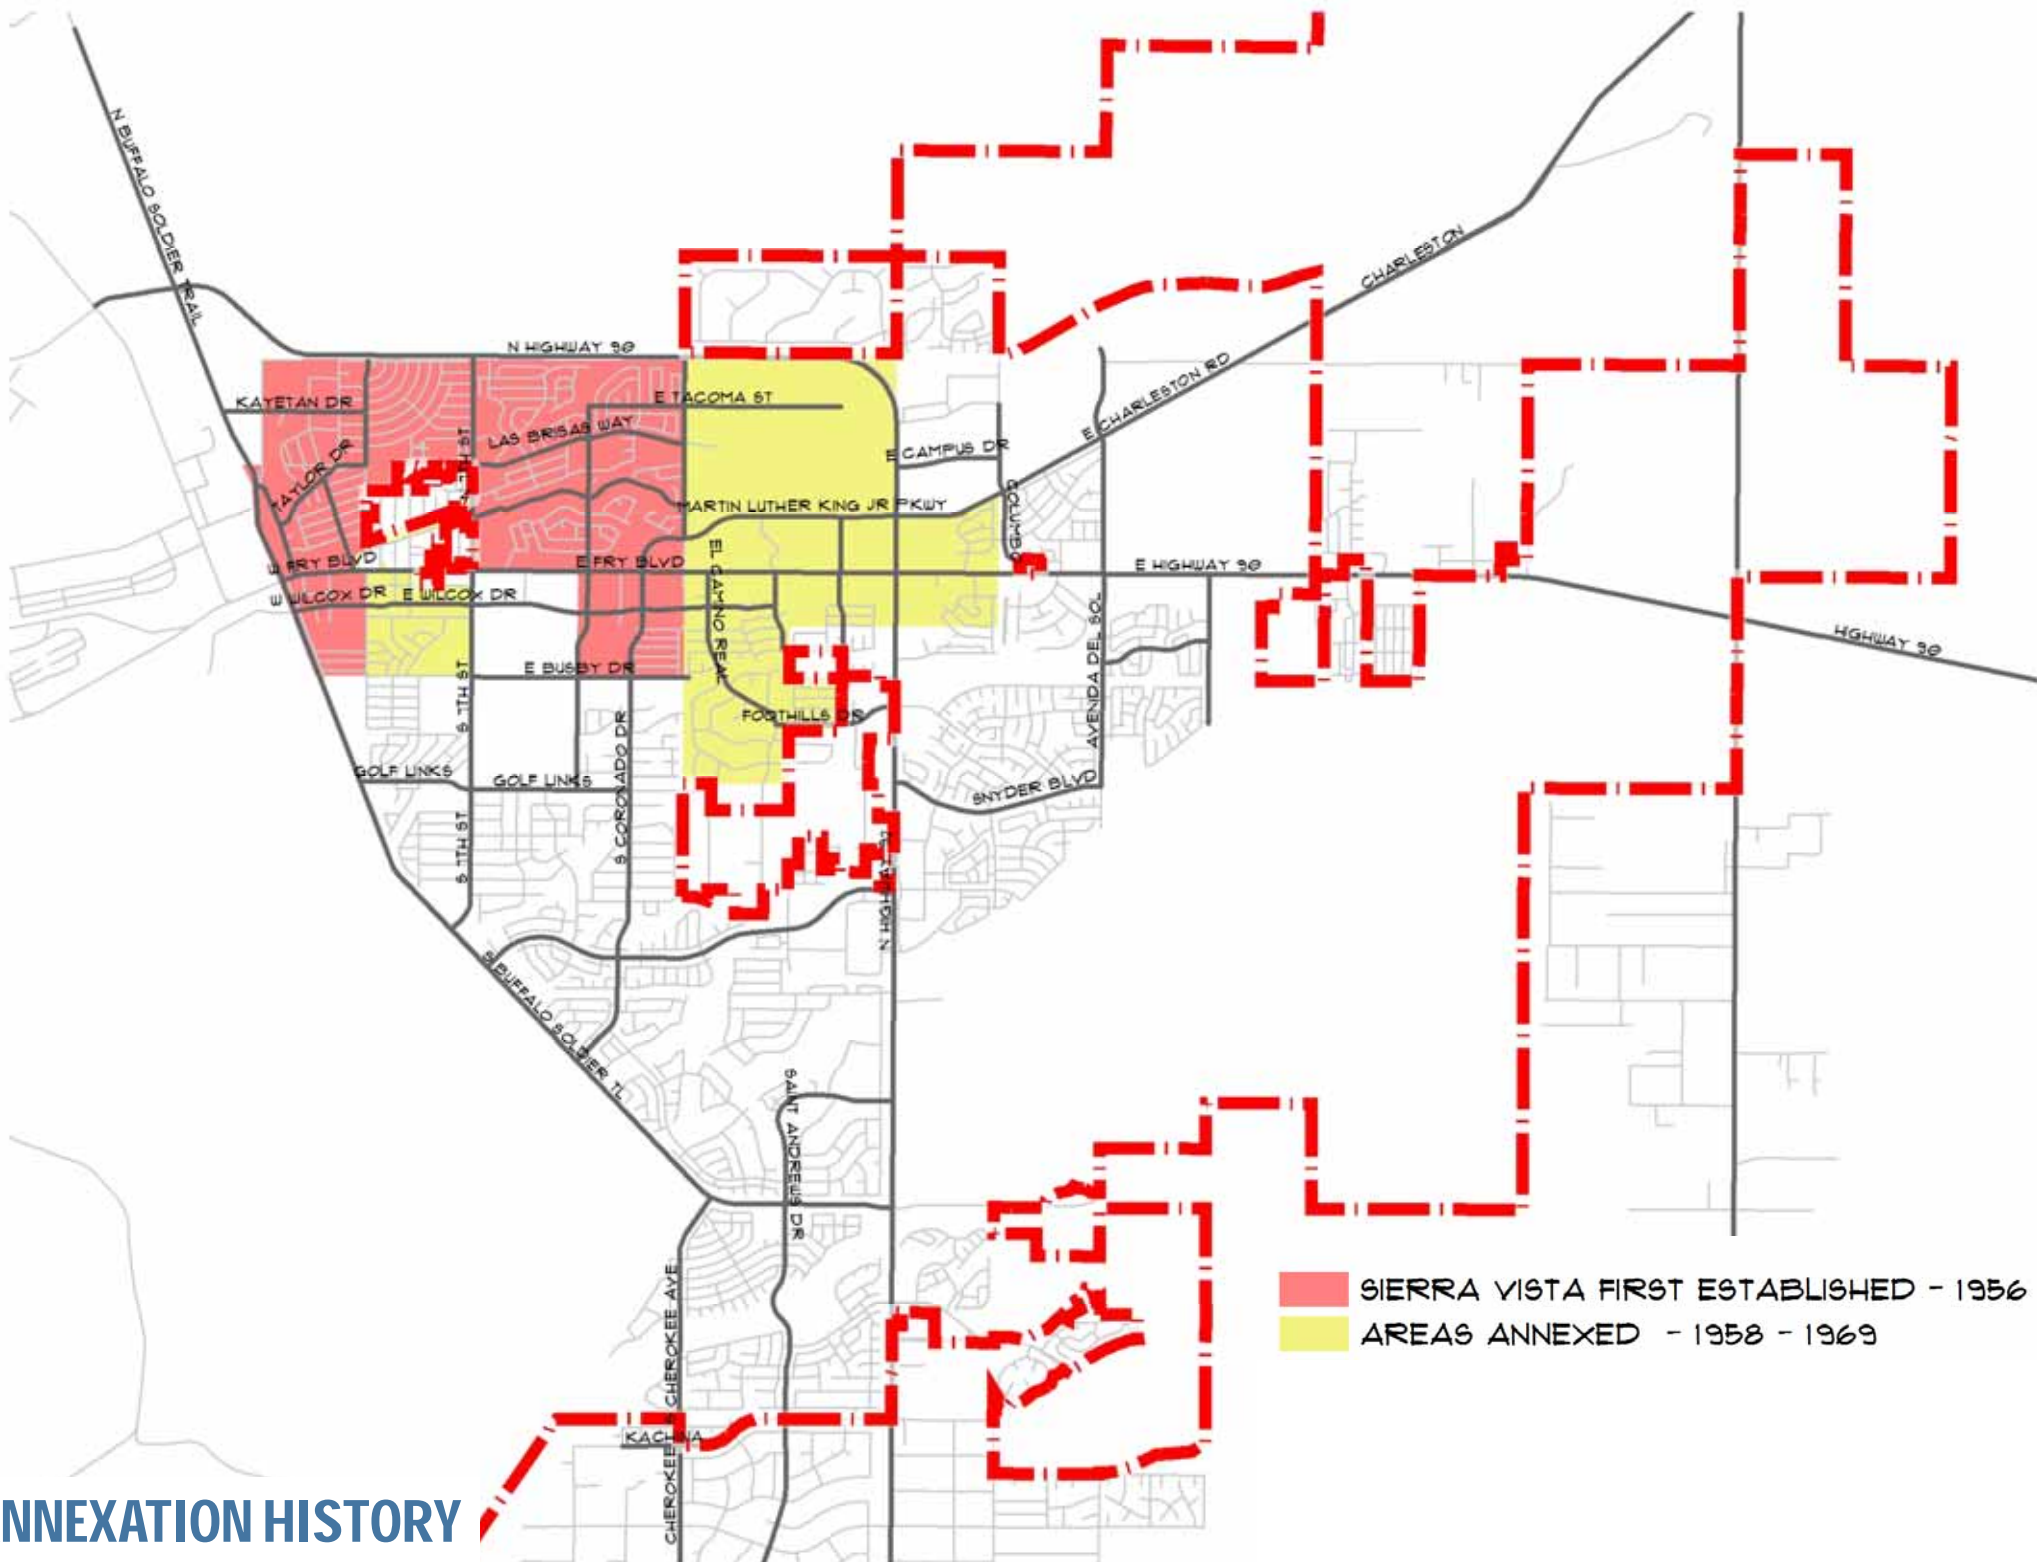 N BUFFALO SOLDIER TRAIL
CHARLESTON
N HIGHWAY 90
E CHARLESTON RD
KAYETAN DR
E TACOMA ST
LAS BRISAS WAY
TAYLOR DR
N 7TH ST
E CAMPUS DR
MARTIN LUTHER KING JR PKWY
COLUMBO
W FRY BLVD
E FRY BLVD
EL CAMINO REAL
E HIGHWAY 90
W WILCOX DR
E WILCOX DR
AVENIDA DEL SOL
HIGHWAY 90
E BUSBY DR
S 7TH ST
FOOTHILLS DR
GOLF LINKS
GOLF LINKS
S CORONADO DR
SNYDER BLVD
S 7TH ST
N HIGHWAY
S BUFFALO SOLDIER TL
SAINT ANDREWS DR
S CHEROKEE AVE
SIERRA VISTA FIRST ESTABLISHED - 1956
AREAS ANNEXED - 1958 - 1969
KACHINA
CHEROKEE
NNEXATION HISTORY